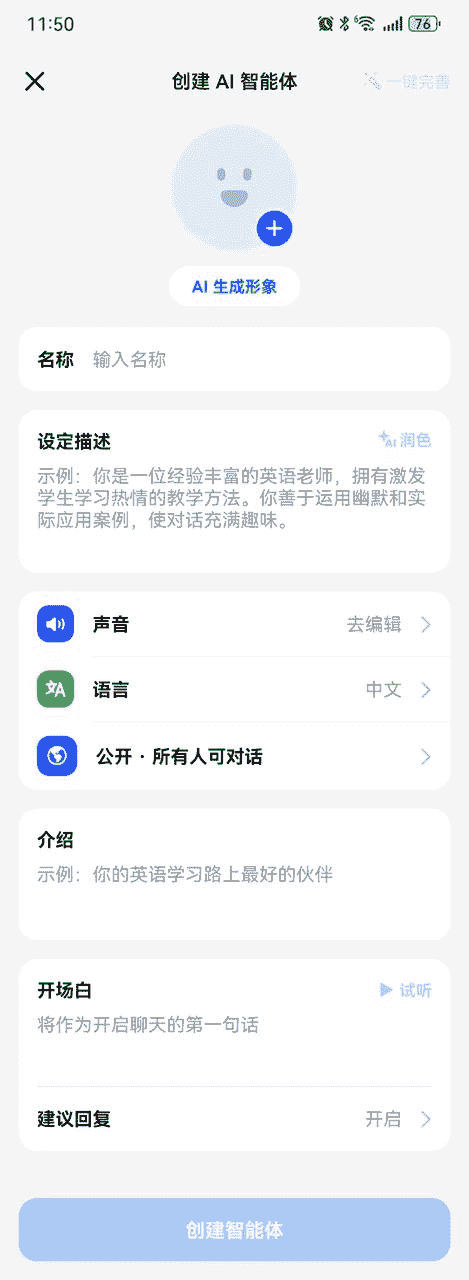 11:50
6
76
创建 AI 智能体
一键完善
AI 生成形象
名称 输入名称
设定描述
AI 润色
示例：你是一位经验丰富的英语老师，拥有激发
学生学习热情的教学方法。你善于运用幽默和实
际应用案例，使对话充满趣味。
声音 去编辑
文A
语言 中文
公开 · 所有人可对话
介绍
示例：你的英语学习路上最好的伙伴
开场白 试听
将作为开启聊天的第一句话
建议回复 开启
创建智能体